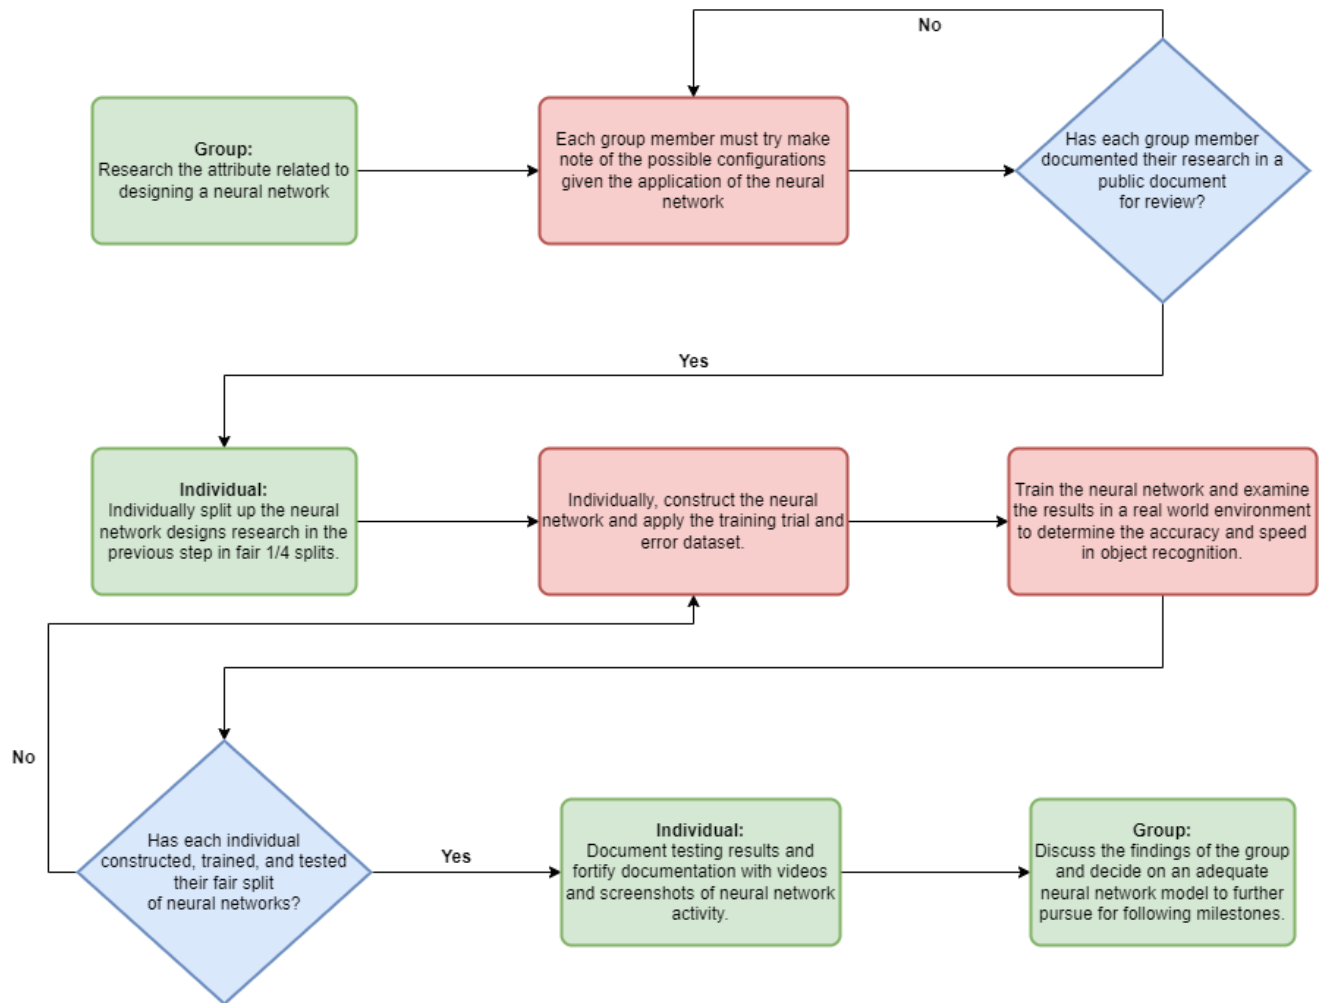 No
Group:
Research the attribute related to
designing a neural network
Each group member must try make
note of the possible configurations
given the application of the neural
network
Has each group member
documented their research in a
public document
for review?
Yes
Individual:
Individually split up the neural
network designs research in the
previous step in fair 1/4 splits.
Individually, construct the neural
network and apply the training trial and
error dataset.
Train the neural network and examine
the results in a real world environment
to determine the accuracy and speed
in object recognition.
No
Has each individual
constructed, trained, and tested
their fair split
of neural networks?
Yes
Individual:
Document testing results and
fortify documentation with videos
and screenshots of neural network
activity.
Group:
Discuss the findings of the group
and decide on an adequate
neural network model to further
pursue for following milestones.